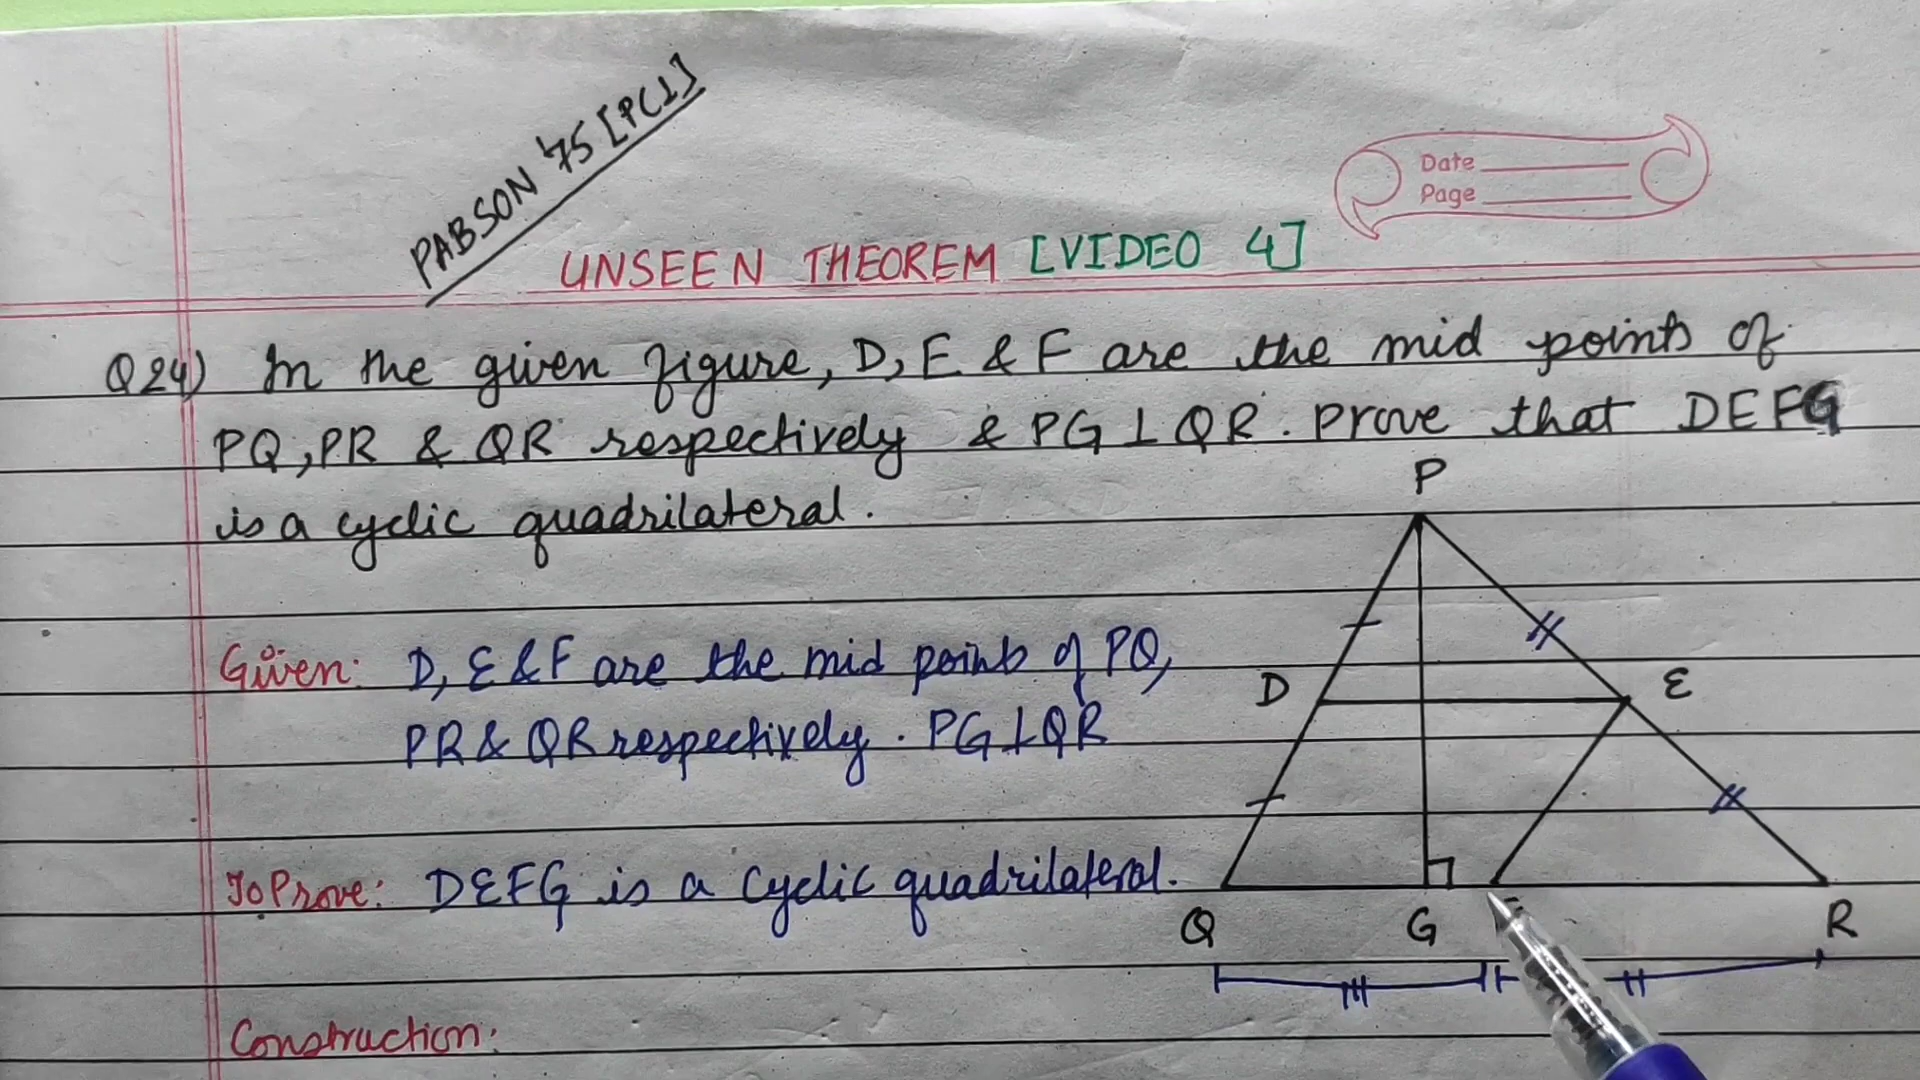 PABSON '75 [PCI]
Date
Page
UNSEEN THEOREM [VIDEO 4]
Q24) In the given figure, D, E & F are the mid points of
PQ, PR & QR respectively & PG ⊥ QR. Prove that DEFG
is a cyclic quadrilateral.
P
Given: D, E & F are the mid points of PQ,
D E
PR & QR respectively. PG ⊥ QR
To Prove: DEFG is a cyclic quadrilateral.
Q G R
Construction: